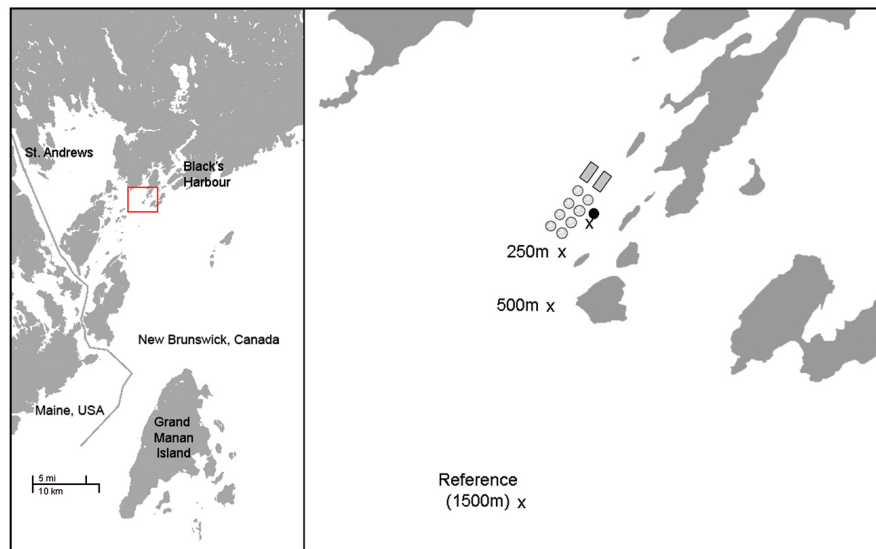 St. Andrews
Black's
Harbour
New Brunswick, Canada
Maine, USA
Grand
Manan
Island
5 mi
10 km
x
250m x
500m x
Reference
(1500m) x